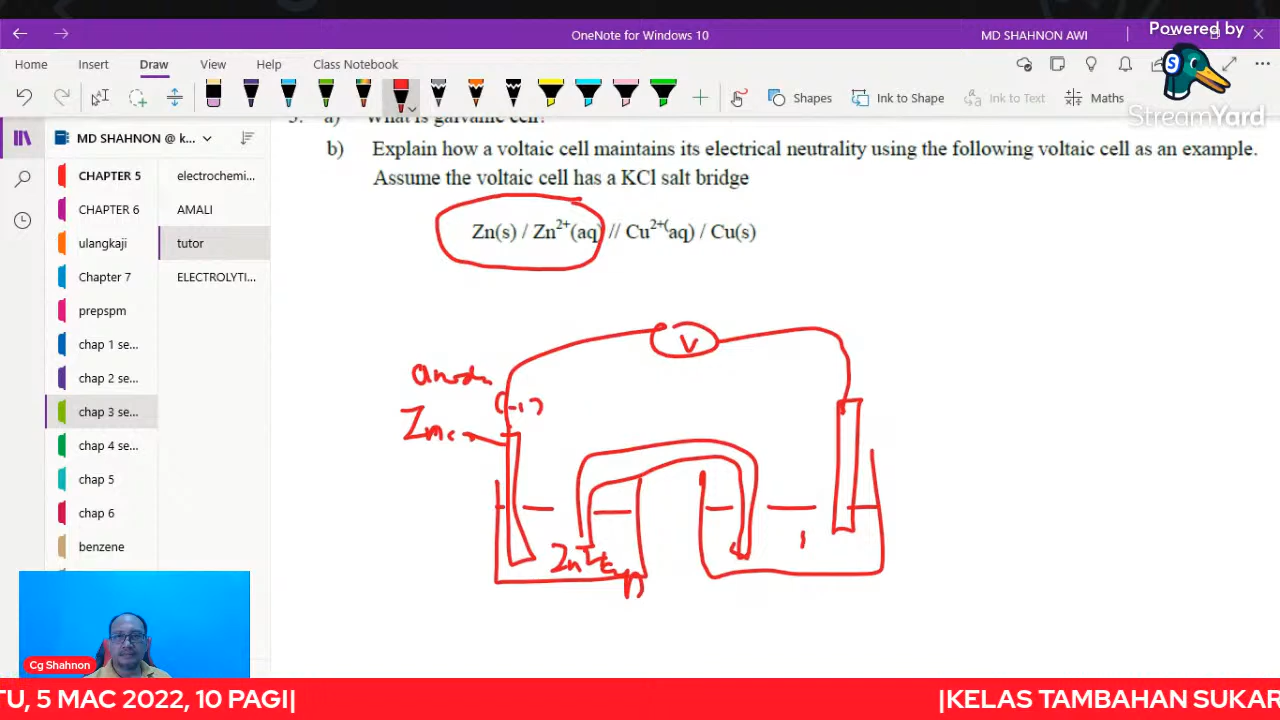 Powered by
StreamYard
OneNote for Windows 10
MD SHAHNON AWI
Home
Insert
Draw
View
Help
Class Notebook
Shapes
Ink to Shape
Ink to Text
Maths
MD SHAHNON @ k...
CHAPTER 5
CHAPTER 6
ulangkaji
Chapter 7
prepspm
chap 1 se...
chap 2 se...
chap 3 se...
chap 4 se...
chap 5
chap 6
benzene
electrochemi...
AMALI
tutor
ELECTROLYTI...
a) What is galvanic cell?
b) Explain how a voltaic cell maintains its electrical neutrality using the following voltaic cell as an example.
Assume the voltaic cell has a KCl salt bridge
Zn(s) / Zn²⁺(aq) // Cu²⁺(aq) / Cu(s)
V
(-)
Cg Shahnon
TU, 5 MAC 2022, 10 PAGI| |KELAS TAMBAHAN SUKAR